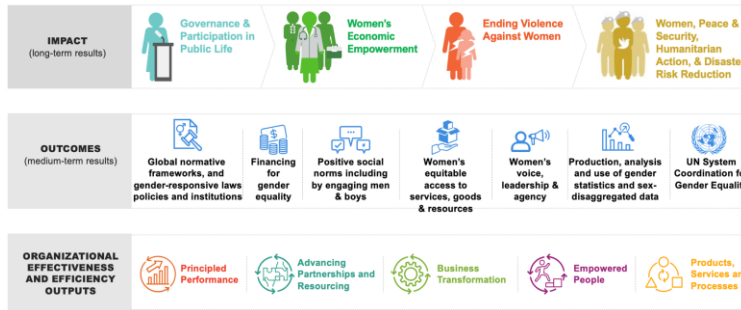 IMPACT
(long-term results)
Governance &
Participation in
Public Life
Women's
Economic
Empowerment
Ending Violence
Against Women
Women, Peace &
Security,
Humanitarian
Action, & Disaste
Risk Reduction
OUTCOMES
(medium-term results)
Global normative
frameworks, and
gender-responsive laws
policies and institutions
Financing
for
gender
equality
Positive social
norms including
by engaging men
& boys
Women's
equitable
access to
services, goods
& resources
Women's
voice,
leadership &
agency
Production, analysis
and use of gender
statistics and sex-
disaggregated data
UN System
Coordination fo
Gender Equalit
ORGANIZATIONAL
EFFECTIVENESS
AND EFFICIENCY
OUTPUTS
Principled
Performance
Advancing
Partnerships and
Resourcing
Business
Transformation
Empowered
People
Products,
Services an
Processes